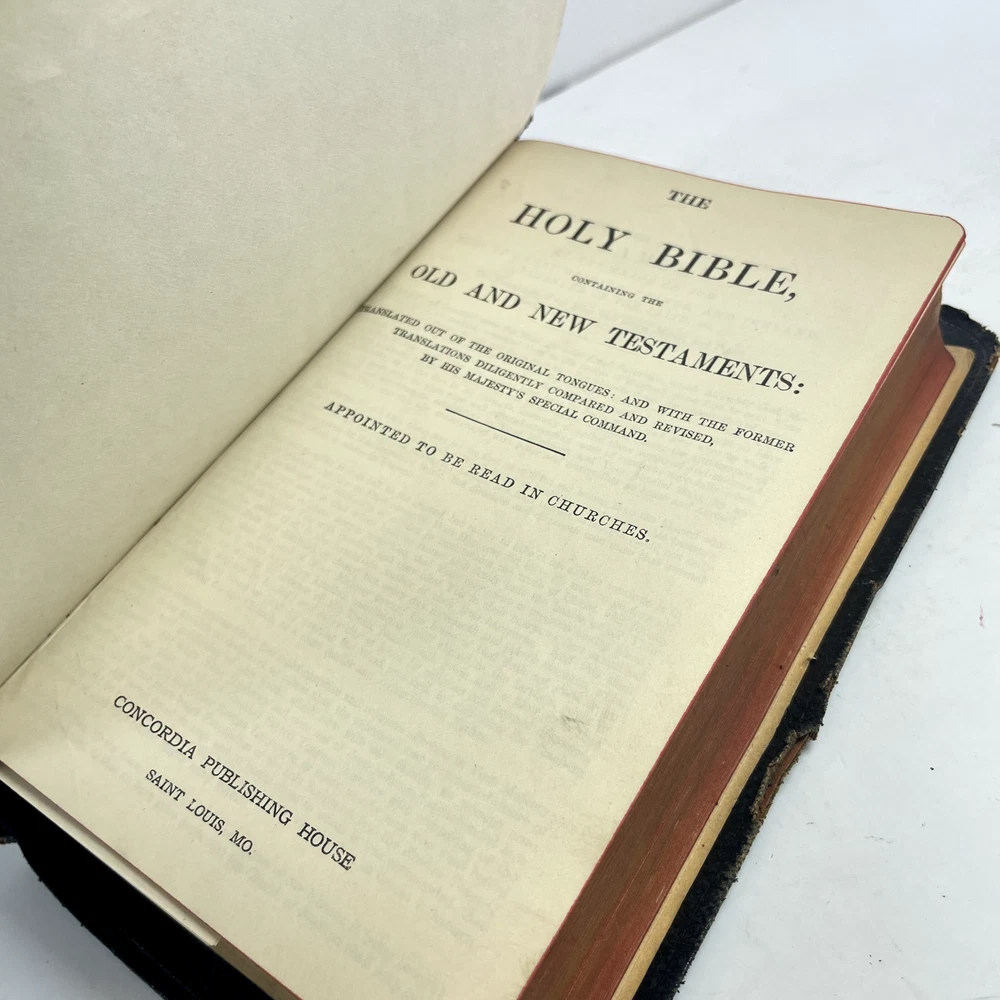 THE
HOLY BIBLE,
CONTAINING THE
OLD AND NEW TESTAMENTS:
TRANSLATED OUT OF THE ORIGINAL TONGUES: AND WITH THE FORMER
TRANSLATIONS DILIGENTLY COMPARED AND REVISED,
BY HIS MAJESTY'S SPECIAL COMMAND.
APPOINTED TO BE READ IN CHURCHES.
CONCORDIA PUBLISHING HOUSE
SAINT LOUIS, MO.